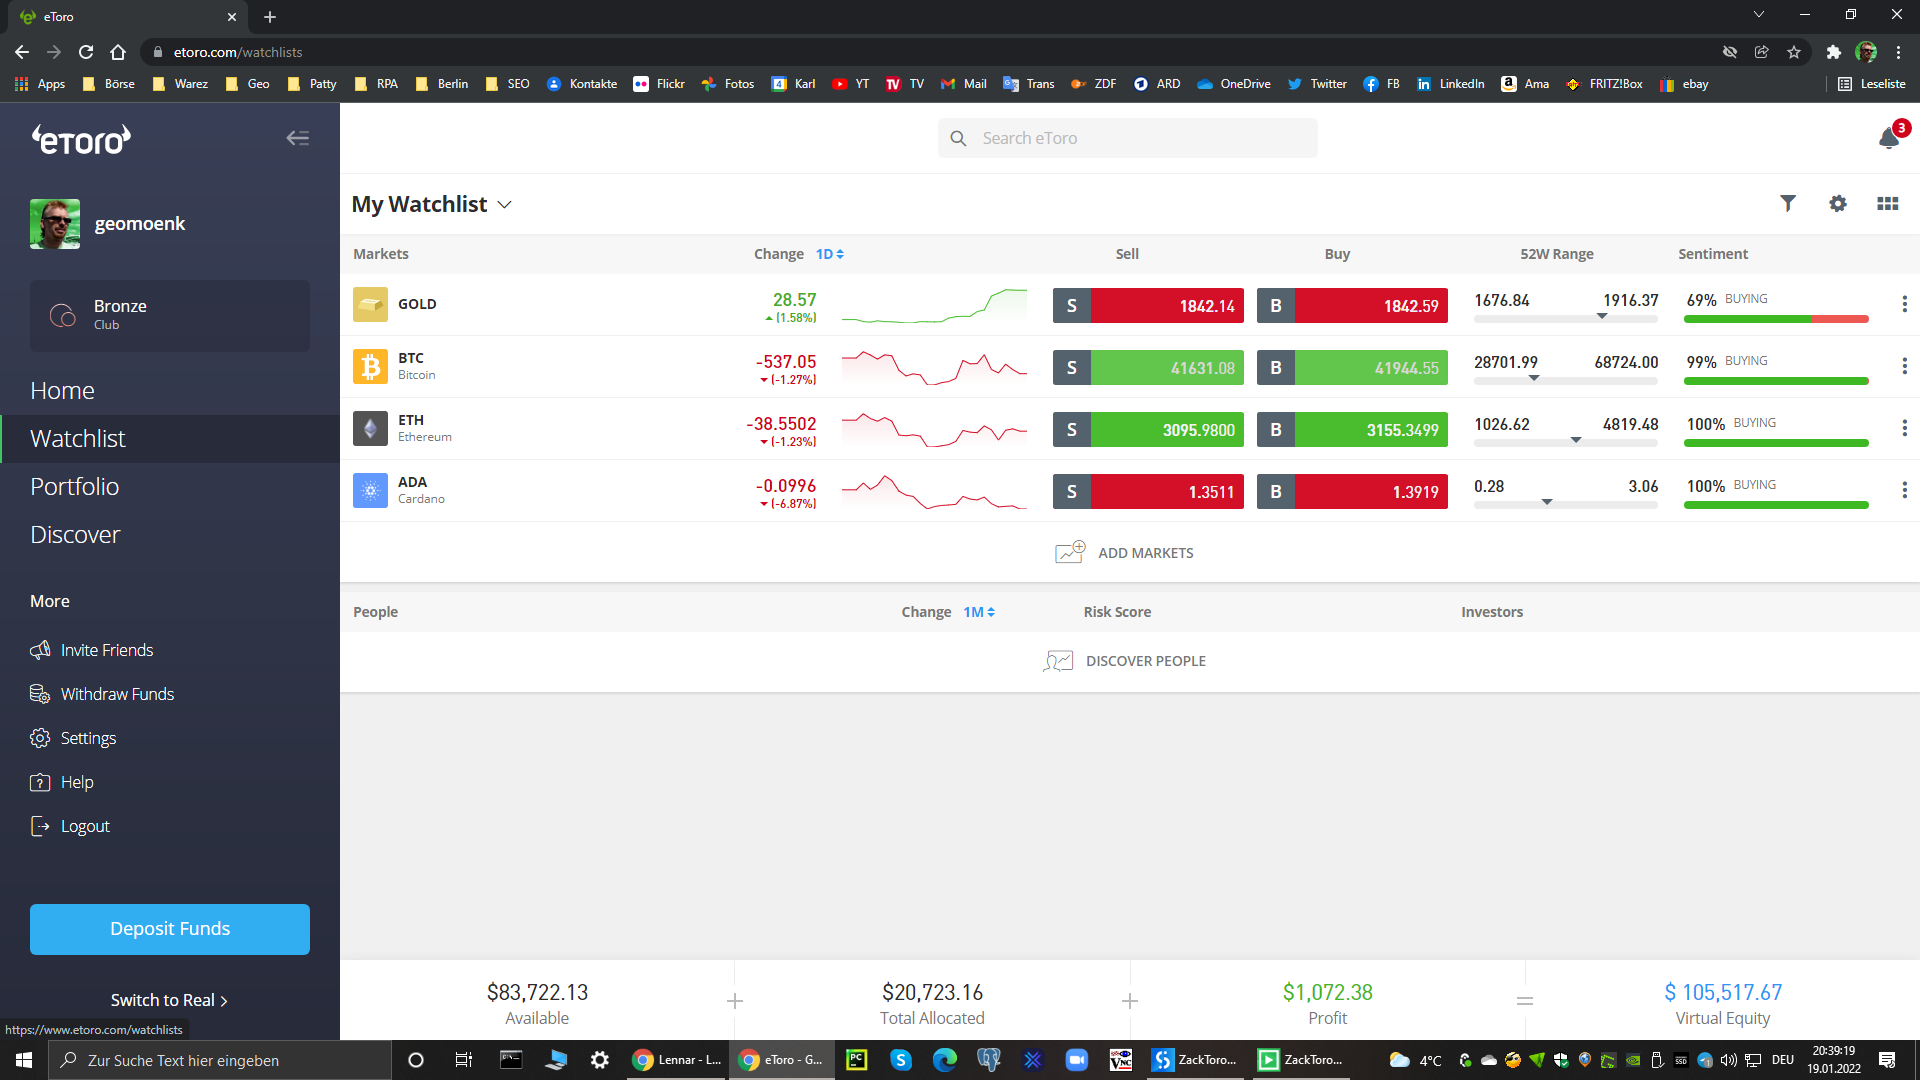 eToro
etoro.com/watchlists
Apps Börse Warez Geo Patty RPA Berlin SEO Kontakte Flickr Fotos Karl YT TV Mail Trans ZDF ARD OneDrive Twitter FB LinkedIn Ama FRITZ!Box ebay Leseliste
eToro
Search eToro
3
geomoenk
Bronze
Club
Home
Watchlist
Portfolio
Discover
More
Invite Friends
Withdraw Funds
Settings
Help
Logout
Deposit Funds
Switch to Real
My Watchlist
Markets Change 1D Sell Buy 52W Range Sentiment
GOLD 28.57 (1.58%) S 1842.14 B 1842.59 1676.84 1916.37 69% BUYING
BTC Bitcoin -537.05 (-1.27%) S 41631.08 B 41944.55 28701.99 68724.00 99% BUYING
ETH Ethereum -38.5502 (-1.23%) S 3095.9800 B 3155.3499 1026.62 4819.48 100% BUYING
ADA Cardano -0.0996 (-6.87%) S 1.3511 B 1.3919 0.28 3.06 100% BUYING
ADD MARKETS
People Change 1M Risk Score Investors
DISCOVER PEOPLE
$83,722.13 + $20,723.16 + $1,072.38 = $ 105,517.67
Available Total Allocated Profit Virtual Equity
https://www.etoro.com/watchlists
Zur Suche Text hier eingeben
Lennar - L... eToro - G... ZackToro... ZackToro...
4°C DEU 20:39:19
19.01.2022